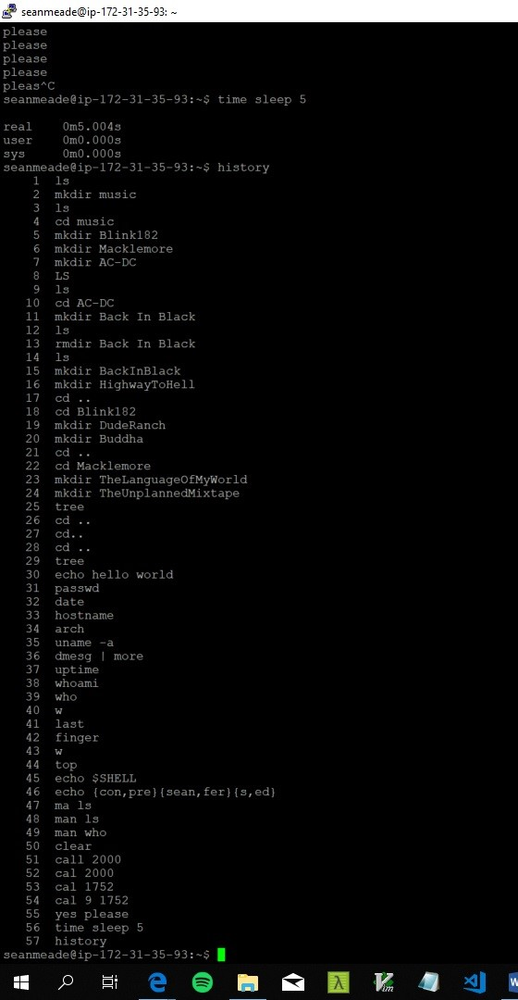 seanmeade@ip-172-31-35-93: ~
please
please
please
please
pleas^C
seanmeade@ip-172-31-35-93:~$ time sleep 5
real 0m5.004s
user 0m0.000s
sys 0m0.000s
seanmeade@ip-172-31-35-93:~$ history
1 ls
2 mkdir music
3 ls
4 cd music
5 mkdir Blink182
6 mkdir Macklemore
7 mkdir AC-DC
8 LS
9 ls
10 cd AC-DC
11 mkdir Back In Black
12 ls
13 rmdir Back In Black
14 ls
15 mkdir BackInBlack
16 mkdir HighwayToHell
17 cd ..
18 cd Blink182
19 mkdir DudeRanch
20 mkdir Buddha
21 cd ..
22 cd Macklemore
23 mkdir TheLanguageOfMyWorld
24 mkdir TheUnplannedMixtape
25 tree
26 cd ..
27 cd..
28 cd ..
29 tree
30 echo hello world
31 passwd
32 date
33 hostname
34 arch
35 uname -a
36 dmesg | more
37 uptime
38 whoami
39 who
40 w
41 last
42 finger
43 w
44 top
45 echo $SHELL
46 echo {con,pre}{sean,fer}{s,ed}
47 ma ls
48 man ls
49 man who
50 clear
51 call 2000
52 cal 2000
53 cal 1752
54 cal 9 1752
55 yes please
56 time sleep 5
57 history
seanmeade@ip-172-31-35-93:~$
Vim
W